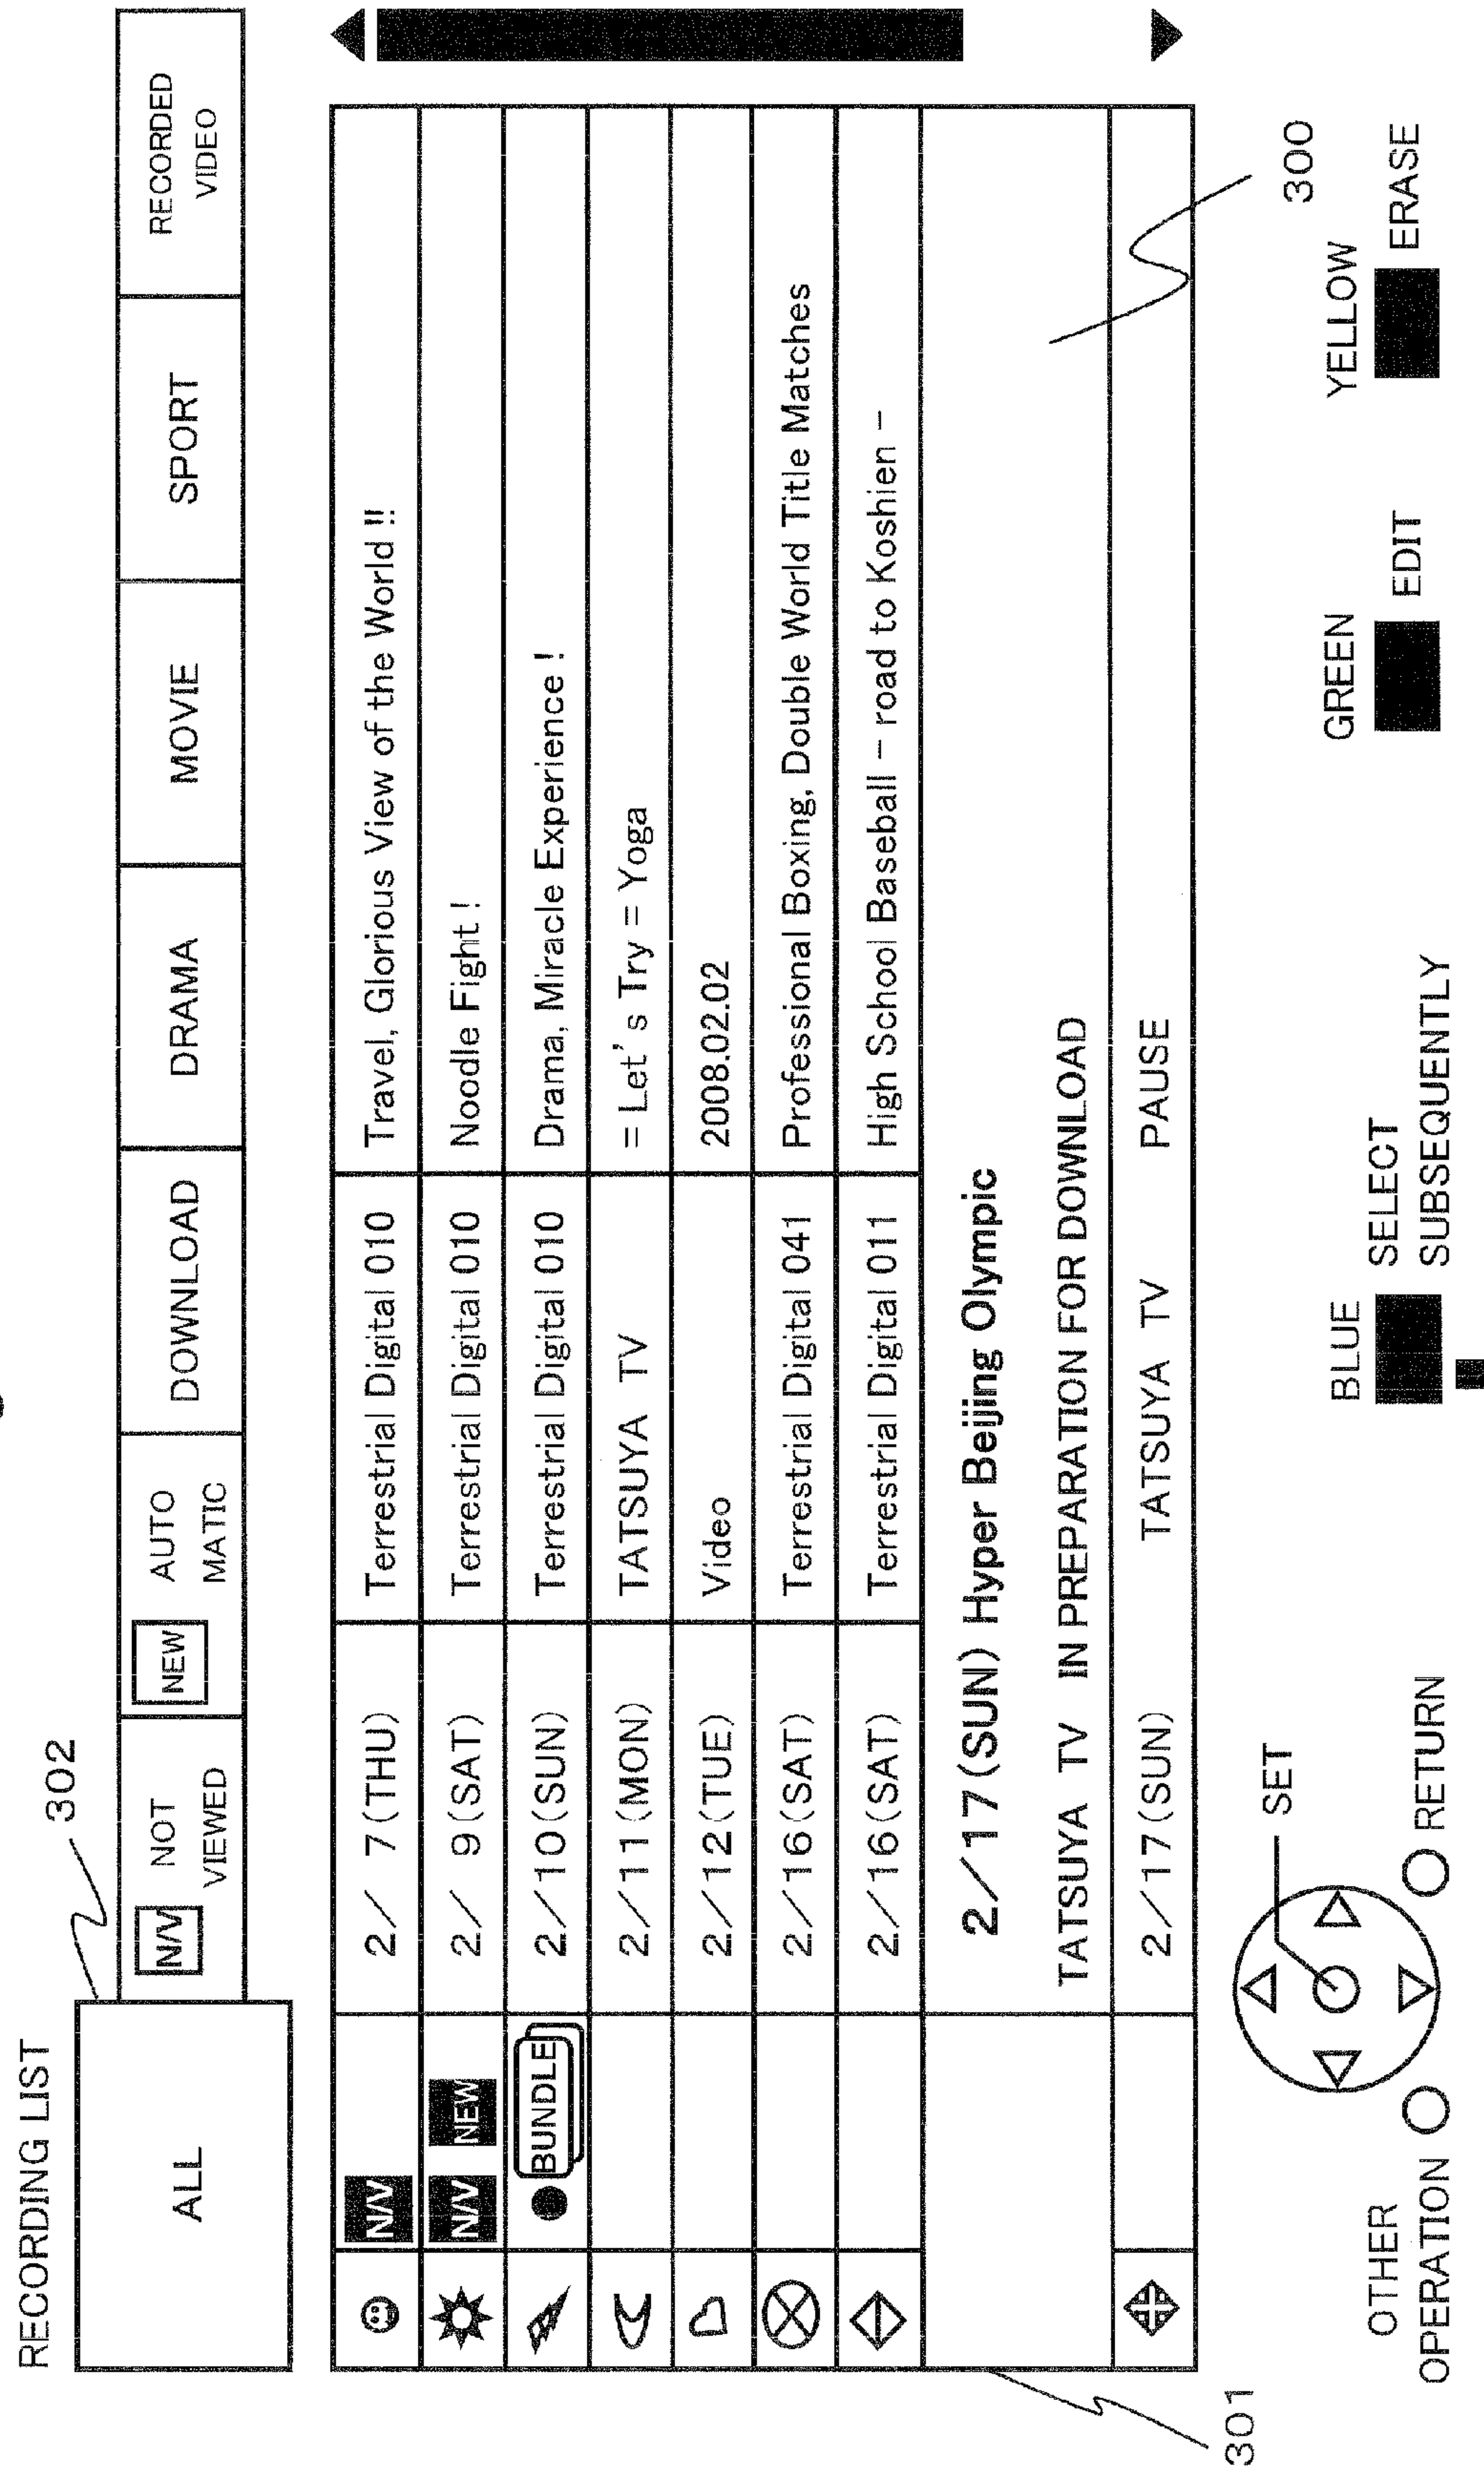 RECORDING LIST
302
ALL
N/V NOT VIEWED
NEW AUTO MATIC
DOWNLOAD
DRAMA
MOVIE
SPORT
RECORDED VIDEO
N/V 2/ 7(THU) Terrestrial Digital 010 Travel, Glorious View of the World !!
N/V NEW 2/ 9(SAT) Terrestrial Digital 010 Noodle Fight !
BUNDLE 2/10(SUN) Terrestrial Digital 010 Drama, Miracle Experience !
2/11(MON) TATSUYA TV = Let's Try = Yoga
2/12(TUE) Video 2008.02.02
2/16(SAT) Terrestrial Digital 041 Professional Boxing, Double World Title Matches
2/16(SAT) Terrestrial Digital 011 High School Baseball – road to Koshien –
2/17(SUN) Hyper Beijing Olympic
TATSUYA TV IN PREPARATION FOR DOWNLOAD
2/17(SUN) TATSUYA TV PAUSE
301
300
SET
OTHER
OPERATION
RETURN
BLUE
SELECT
SUBSEQUENTLY
GREEN
EDIT
YELLOW
ERASE